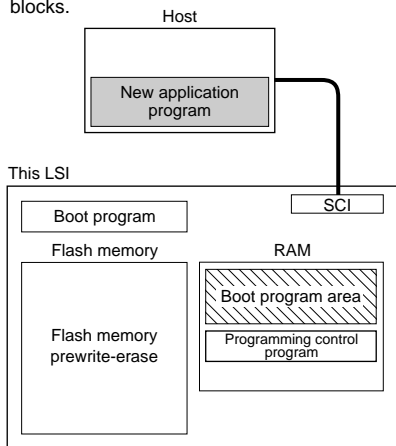 blocks.
Host
New application
program
This LSI
SCI
Boot program
Flash memory
RAM
Boot program area
Flash memory
prewrite-erase
Programming control
program